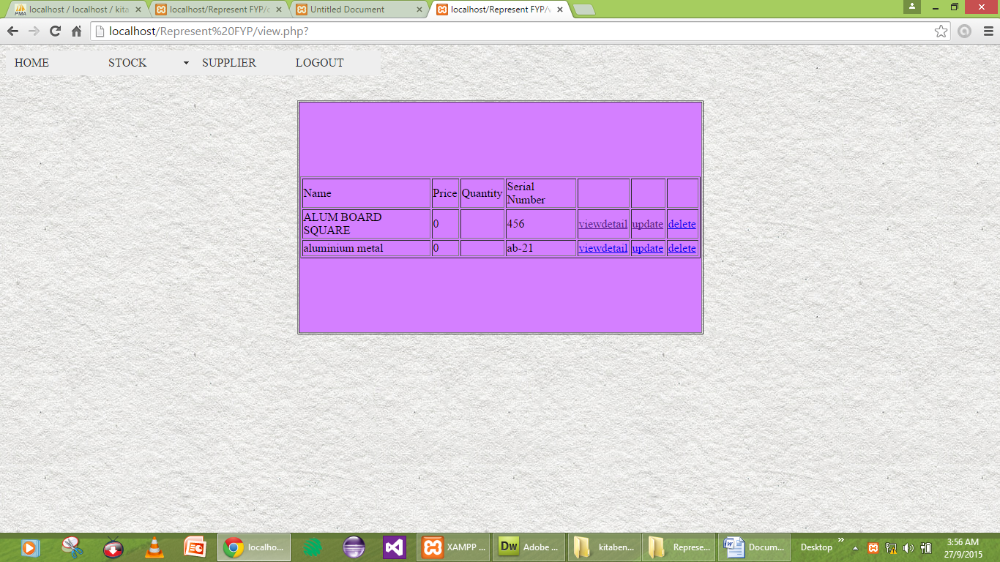 localhost / localhost / kita
localhost/Represent FYP/
Untitled Document
localhost/Represent FYP/
localhost/Represent%20FYP/view.php?
HOME STOCK SUPPLIER LOGOUT
Name Price Quantity Serial Number
ALUM BOARD SQUARE 0 456 viewdetail update delete
aluminium metal 0 ab-21 viewdetail update delete
localho... XAMPP ... Adobe ... kitaben... Represe... Docum... Desktop
3:56 AM
27/9/2015